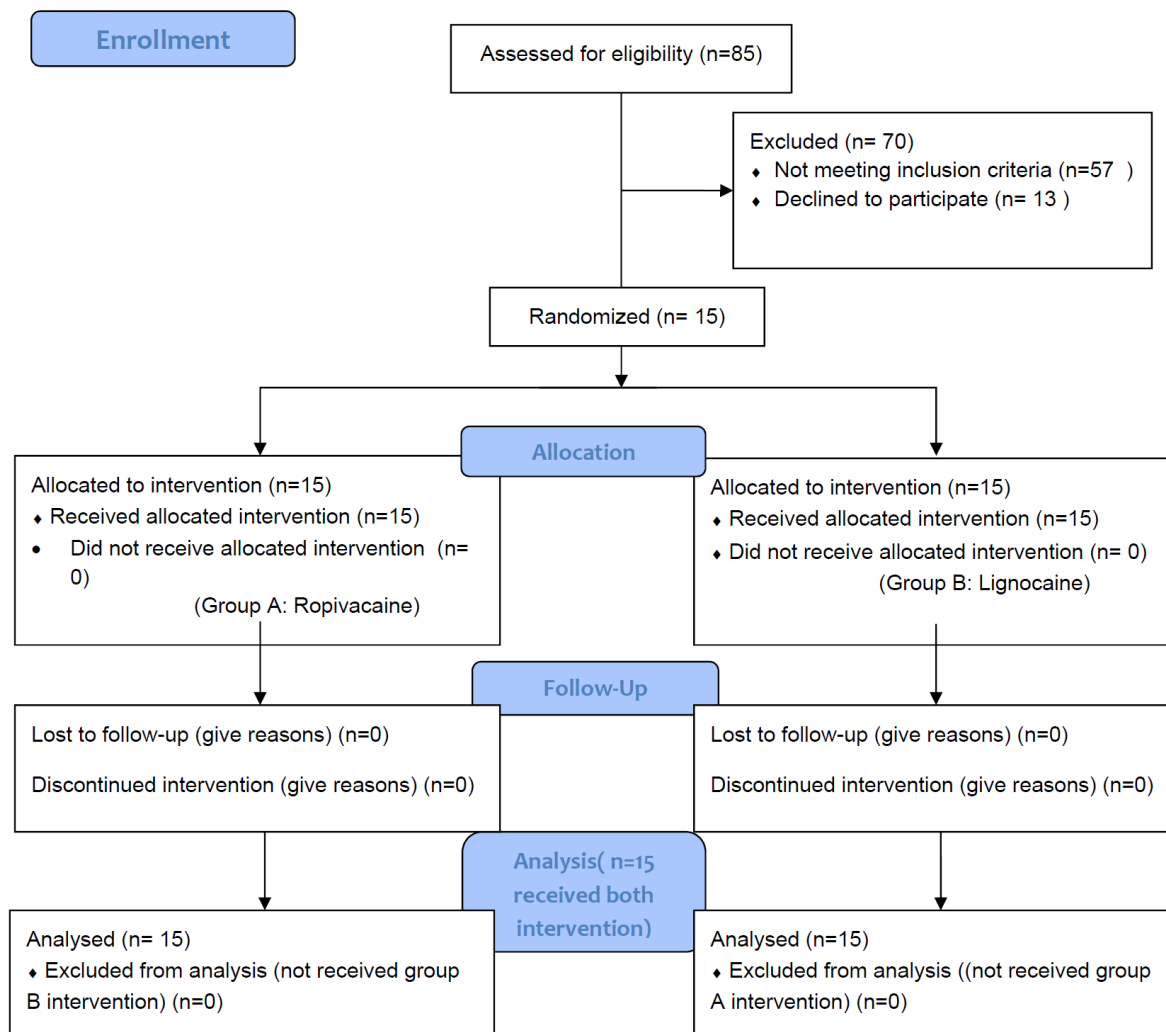 Enrollment
Assessed for eligibility (n=85)
Excluded (n= 70)
♦ Not meeting inclusion criteria (n=57 )
♦ Declined to participate (n= 13 )
Randomized (n= 15)
Allocation
Allocated to intervention (n=15)
♦ Received allocated intervention (n=15)
• Did not receive allocated intervention (n=
0)
(Group A: Ropivacaine)
Allocated to intervention (n=15)
♦ Received allocated intervention (n=15)
♦ Did not receive allocated intervention (n= 0)
(Group B: Lignocaine)
Follow-Up
Lost to follow-up (give reasons) (n=0)
Discontinued intervention (give reasons) (n=0)
Lost to follow-up (give reasons) (n=0)
Discontinued intervention (give reasons) (n=0)
Analysis( n=15
received both
intervention)
Analysed (n= 15)
♦ Excluded from analysis (not received group
B intervention) (n=0)
Analysed (n=15)
♦ Excluded from analysis ((not received group
A intervention) (n=0)